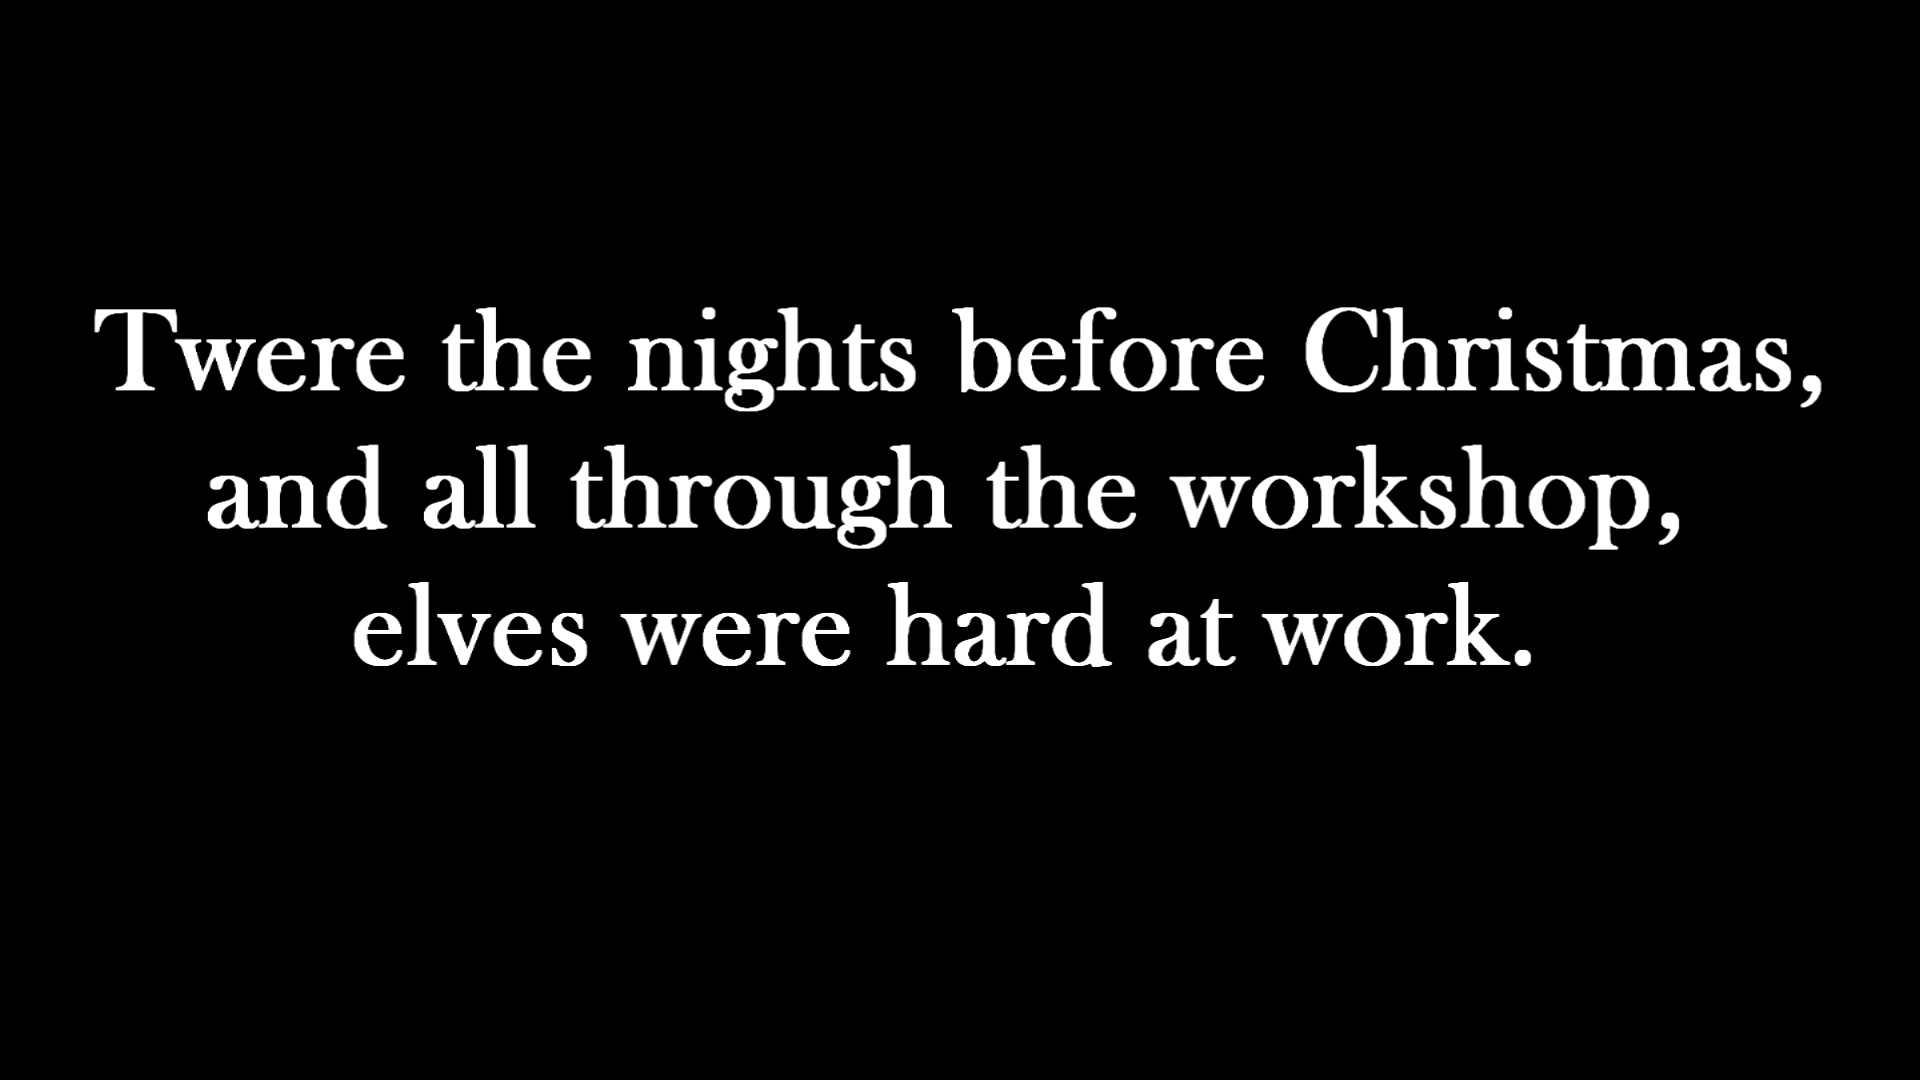 Twere the nights before Christmas,
and all through the workshop,
elves were hard at work.